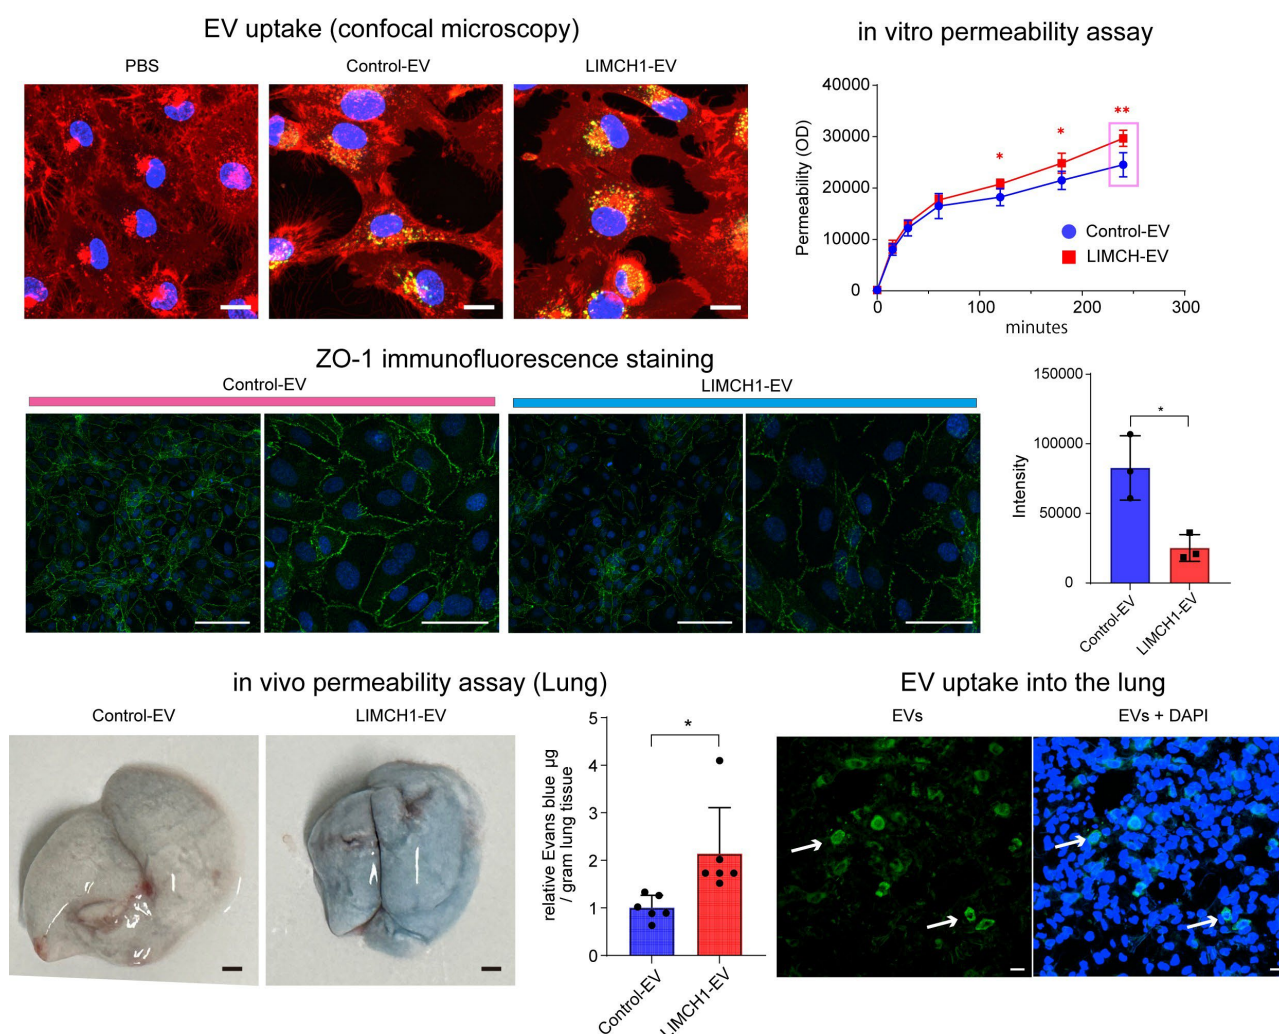 EV uptake (confocal microscopy)
PBS
Control-EV
LIMCH1-EV
in vitro permeability assay
Permeability (OD)
40000
30000
20000
10000
0
*
*
**
Control-EV
LIMCH-EV
0
100
200
300
minutes
ZO-1 immunofluorescence staining
Control-EV
LIMCH1-EV
Intensity
150000
100000
50000
0
*
Control-EV
LIMCH1-EV
in vivo permeability assay (Lung)
Control-EV
LIMCH1-EV
relative Evans blue µg
/ gram lung tissue
5
4
3
2
1
0
*
Control-EV
LIMCH1-EV
EV uptake into the lung
EVs
EVs + DAPI